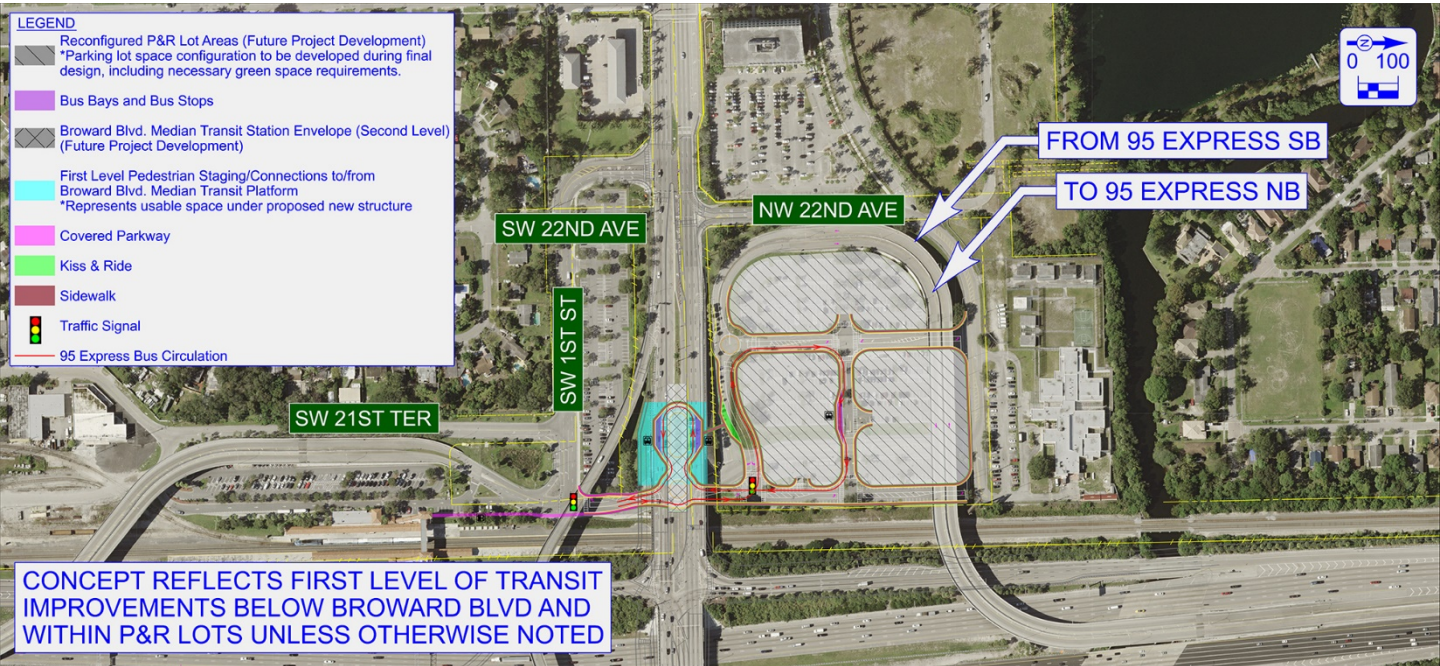 LEGEND
Reconfigured P&R Lot Areas (Future Project Development)
*Parking lot space configuration to be developed during final
design, including necessary green space requirements.
Bus Bays and Bus Stops
Broward Blvd. Median Transit Station Envelope (Second Level)
(Future Project Development)
First Level Pedestrian Staging/Connections to/from
Broward Blvd. Median Transit Platform
*Represents usable space under proposed new structure
Covered Parkway
Kiss & Ride
Sidewalk
Traffic Signal
95 Express Bus Circulation
Z
0 100
FROM 95 EXPRESS SB
TO 95 EXPRESS NB
NW 22ND AVE
SW 22ND AVE
SW 1ST ST
SW 21ST TER
CONCEPT REFLECTS FIRST LEVEL OF TRANSIT
IMPROVEMENTS BELOW BROWARD BLVD AND
WITHIN P&R LOTS UNLESS OTHERWISE NOTED